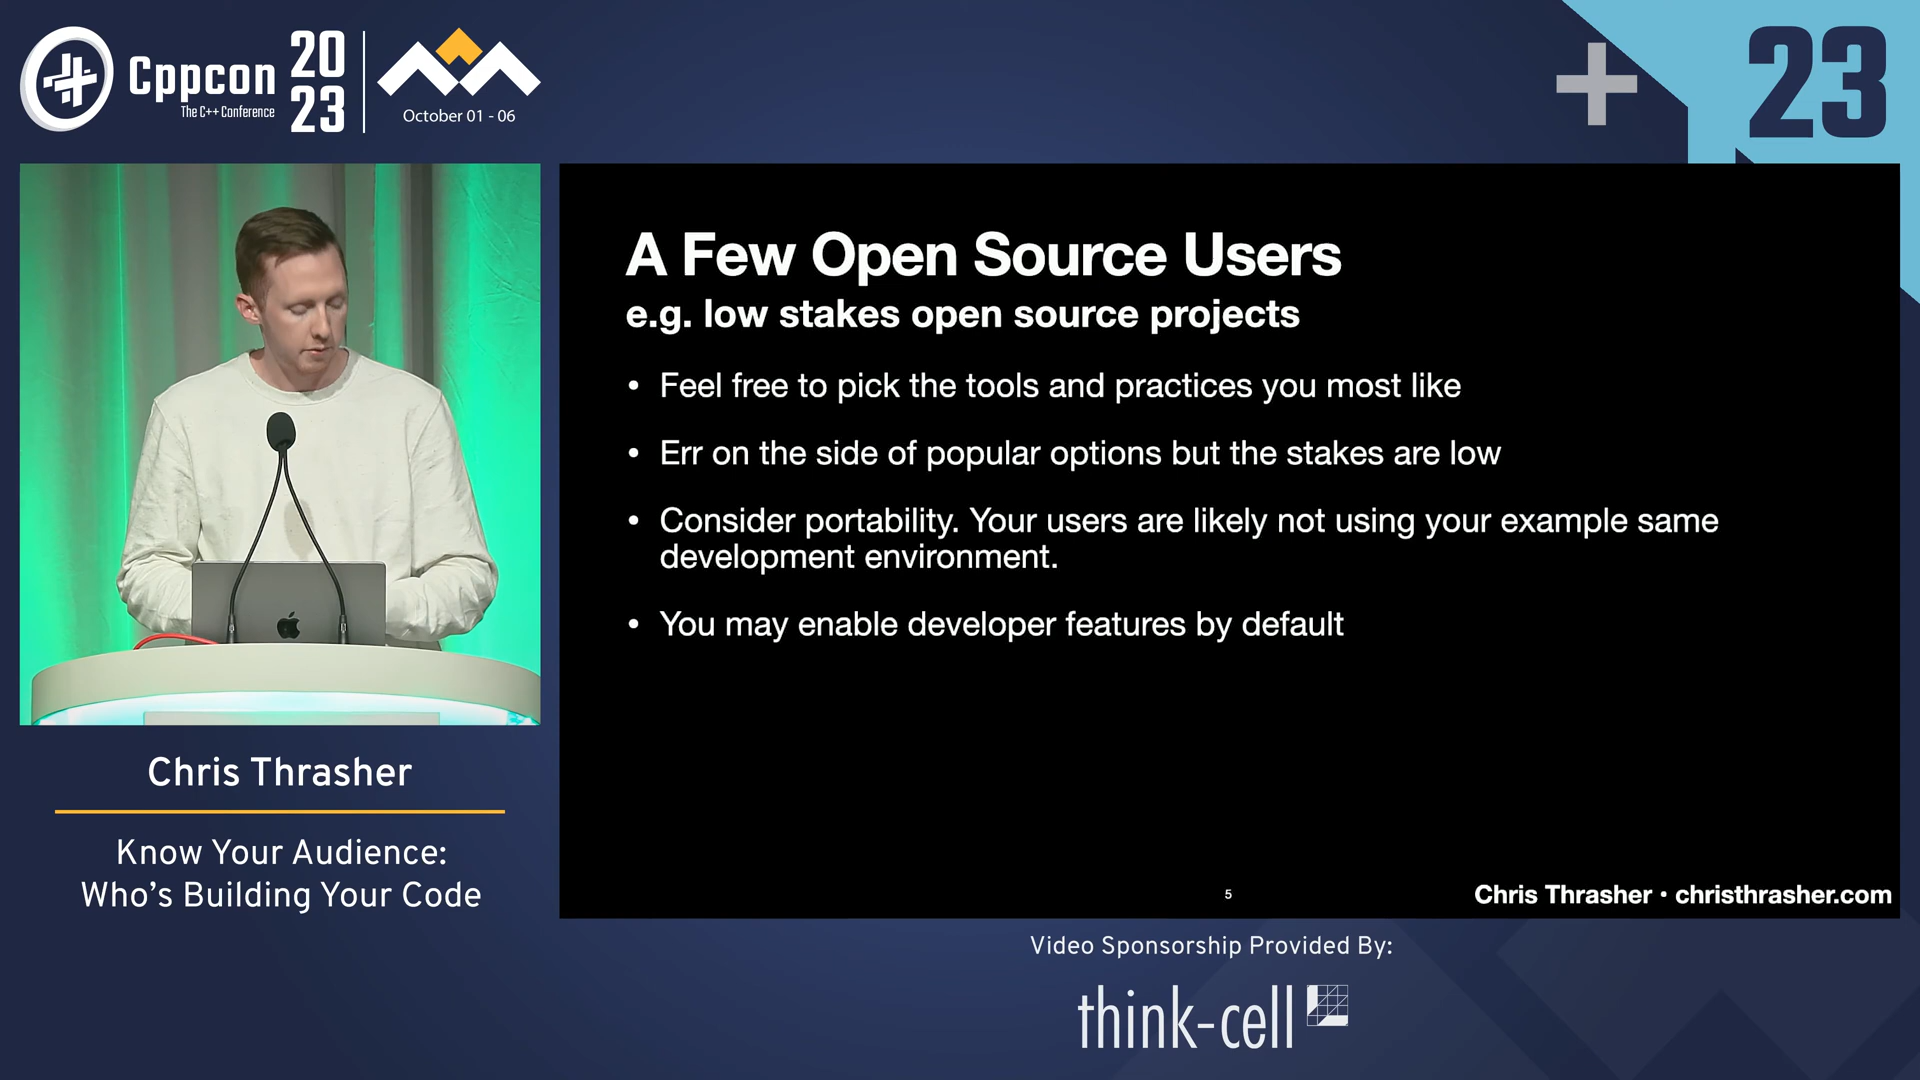 Cppcon
The C++ Conference
20
23
October 01 - 06
+ 23
A Few Open Source Users
e.g. low stakes open source projects
• Feel free to pick the tools and practices you most like
• Err on the side of popular options but the stakes are low
• Consider portability. Your users are likely not using your example same
development environment.
• You may enable developer features by default
5
Chris Thrasher • christhrasher.com
Chris Thrasher
Know Your Audience:
Who's Building Your Code
Video Sponsorship Provided By:
think-cell